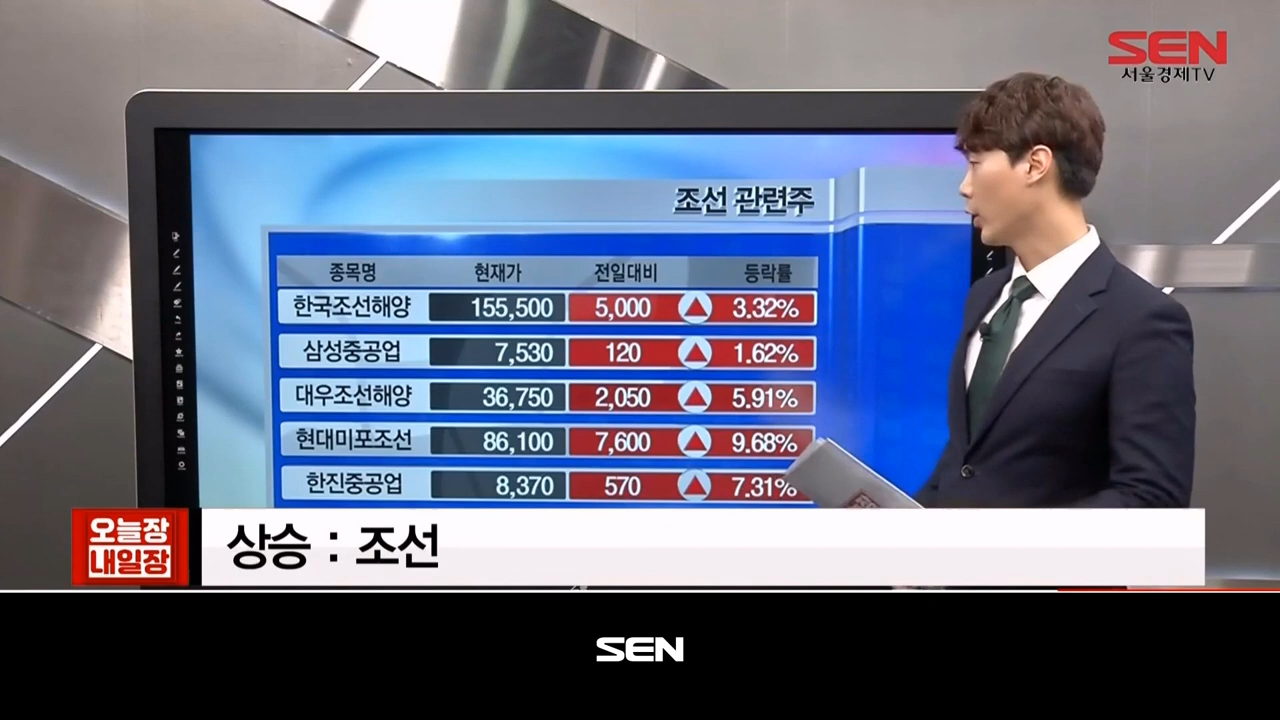 SEN
서울경제TV
조선 관련주
종목명 현재가 전일대비 등락률
한국조선해양 155,500 5,000 3.32%
삼성중공업 7,530 120 1.62%
대우조선해양 36,750 2,050 5.91%
현대미포조선 86,100 7,600 9.68%
한진중공업 8,370 570 7.31%
오늘장
내일장
상승 : 조선
SEN